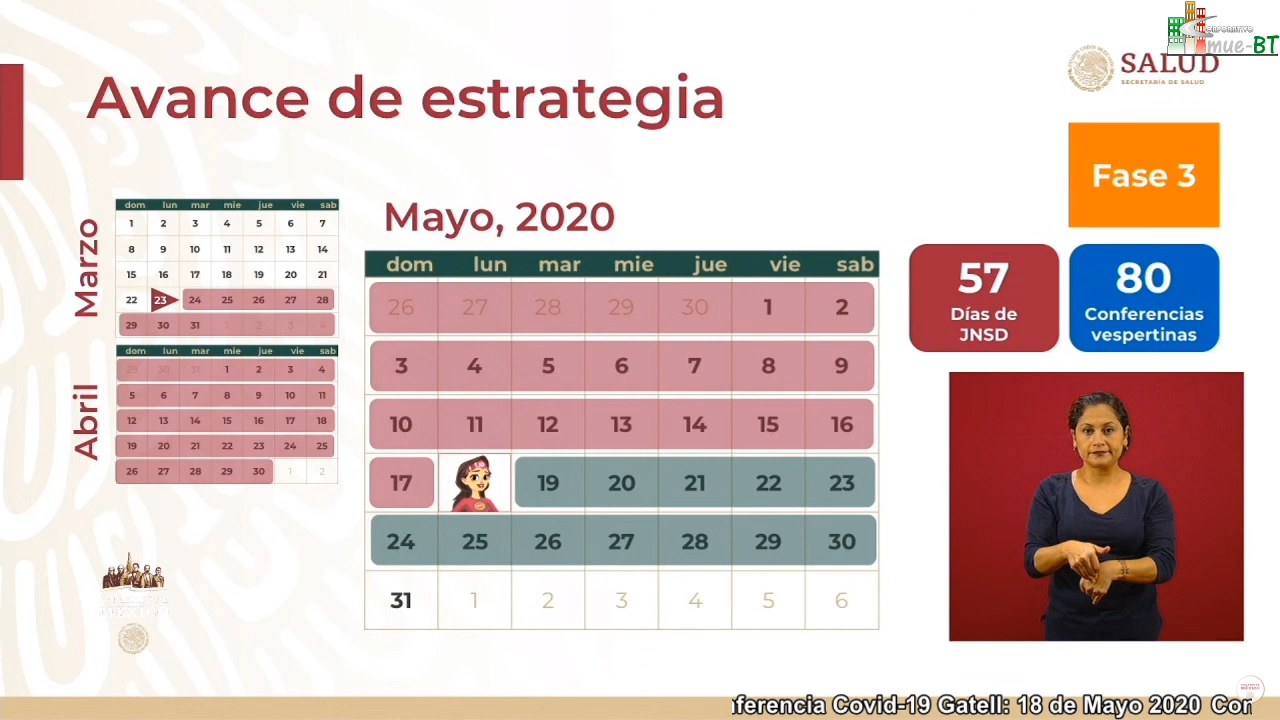 CORPORATIVO
mue-BT
SALUD
SECRETARÍA DE SALUD
Avance de estrategia
Fase 3
Marzo
dom lun mar mie jue vie sab
1 2 3 4 5 6 7
8 9 10 11 12 13 14
15 16 17 18 19 20 21
22 23 24 25 26 27 28
29 30 31 1 2 3 4
Abril
dom lun mar mie jue vie sab
29 30 31 1 2 3 4
5 6 7 8 9 10 11
12 13 14 15 16 17 18
19 20 21 22 23 24 25
26 27 28 29 30 1 2
Mayo, 2020
dom lun mar mie jue vie sab
26 27 28 29 30 1 2
3 4 5 6 7 8 9
10 11 12 13 14 15 16
17 19 20 21 22 23
24 25 26 27 28 29 30
31 1 2 3 4 5 6
57
Días de
JNSD
80
Conferencias
vespertinas
nferencia Covid-19 Gatell: 18 de Mayo 2020 Con